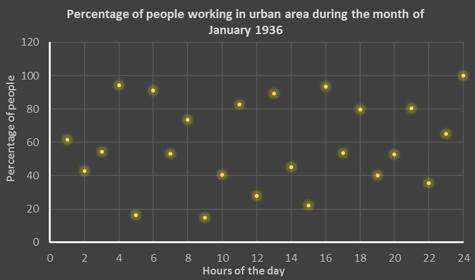 Percentage of people working in urban area during the month of
January 1936
120
100
80
60
40
20
0
Percentage of people
0 2 4 6 8 10 12 14 16 18 20 22 24
Hours of the day